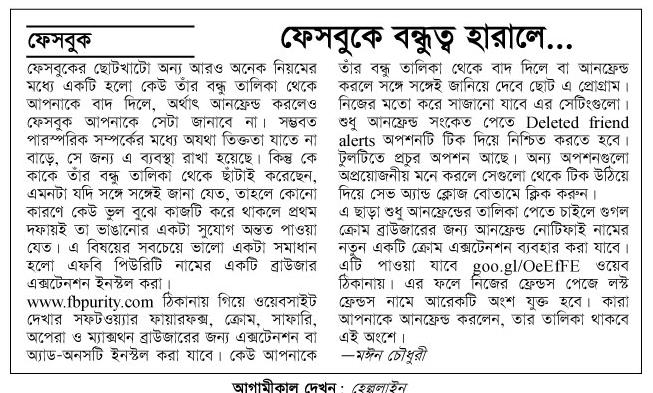 ফেসবুক
ফেসবুকে বন্ধুত্ব হারালে...
ফেসবুকের ছোটখাটো অন্য আরও অনেক নিয়মের
মধ্যে একটি হলো কেউ তাঁর বন্ধু তালিকা থেকে
আপনাকে বাদ দিলে, অর্থাৎ আনফ্রেন্ড করলেও
ফেসবুক আপনাকে সেটা জানাবে না। সম্ভবত
পারস্পরিক সম্পর্কের মধ্যে অযথা তিক্ততা যাতে না
বাড়ে, সে জন্য এ ব্যবস্থা রাখা হয়েছে। কিন্তু কে
কাকে তাঁর বন্ধু তালিকা থেকে ছাঁটাই করেছেন,
এমনটা যদি সঙ্গে সঙ্গেই জানা যেত, তাহলে কোনো
কারণে কেউ ভুল বুঝে কাজটি করে থাকলে প্রথম
দফায়ই তা ভাঙানোর একটা সুযোগ অন্তত পাওয়া
যেত। এ বিষয়ের সবচেয়ে ভালো একটা সমাধান
হলো এফবি পিউরিটি নামের একটি ব্রাউজার
এক্সটেনশন ইনস্টল করা।
www.fbpurity.com ঠিকানায় গিয়ে ওয়েবসাইট
দেখার সফটওয়্যার ফায়ারফক্স, ক্রোম, সাফারি,
অপেরা ও ম্যাক্সথন ব্রাউজারের জন্য এক্সটেনশন বা
অ্যাড-অনসটি ইনস্টল করা যাবে। কেউ আপনাকে
তাঁর বন্ধু তালিকা থেকে বাদ দিলে বা আনফ্রেন্ড
করলে সঙ্গে সঙ্গেই জানিয়ে দেবে ছোট এ প্রোগ্রাম।
নিজের মতো করে সাজানো যাবে এর সেটিংগুলো।
শুধু আনফ্রেন্ড সংকেত পেতে Deleted friend
alerts অপশনটি টিক দিয়ে নিশ্চিত করতে হবে।
টুলটিতে প্রচুর অপশন আছে। অন্য অপশনগুলো
অপ্রয়োজনীয় মনে করলে সেগুলো থেকে টিক উঠিয়ে
দিয়ে সেভ অ্যান্ড ক্লোজ বোতামে ক্লিক করুন।
এ ছাড়া শুধু আনফ্রেন্ডের তালিকা পেতে চাইলে গুগল
ক্রোম ব্রাউজারের জন্য আনফ্রেন্ড নোটিফাই নামের
নতুন একটি ক্রোম এক্সটেনশন ব্যবহার করা যাবে।
এটি পাওয়া যাবে goo.gl/OeEfFE ওয়েব
ঠিকানায়। এর ফলে নিজের ফ্রেন্ডস পেজে লস্ট
ফ্রেন্ডস নামে আরেকটি অংশ যুক্ত হবে। কারা
আপনাকে আনফ্রেন্ড করলেন, তার তালিকা থাকবে
এই অংশে।
—মঈন চৌধুরী
আগামীকাল দেখুন : হেল্পলাইন